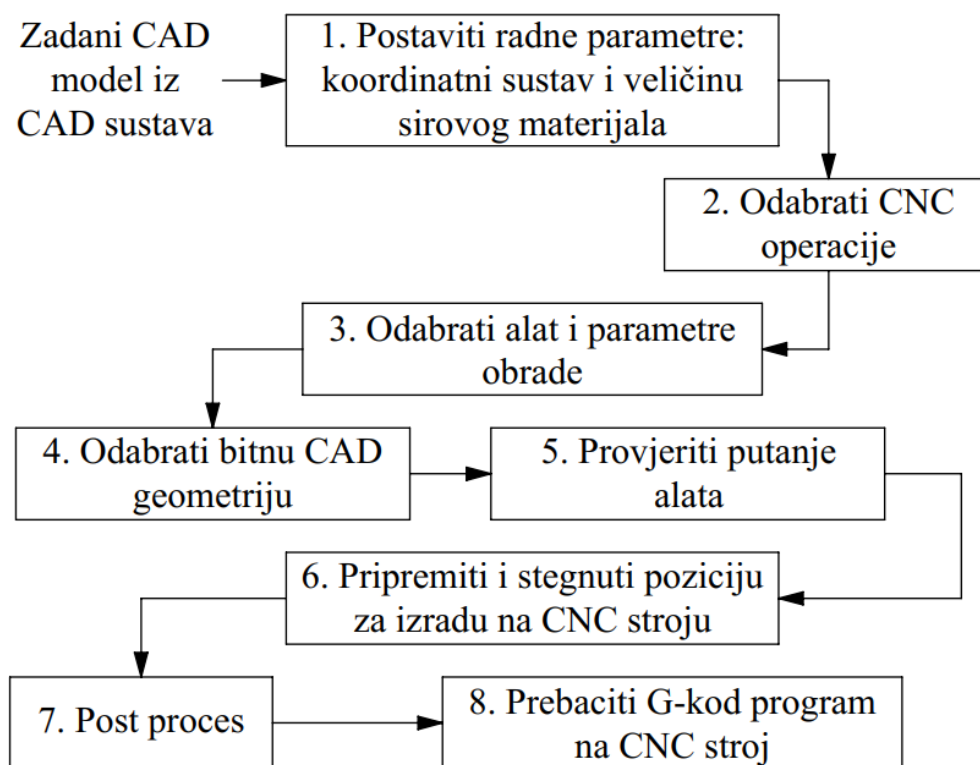 Zadani CAD
model iz
CAD sustava
1. Postaviti radne parametre:
koordinatni sustav i veličinu
sirovog materijala
2. Odabrati CNC
operacije
3. Odabrati alat i parametre
obrade
4. Odabrati bitnu CAD
geometriju
5. Provjeriti putanje
alata
6. Pripremiti i stegnuti poziciju
za izradu na CNC stroju
7. Post proces
8. Prebaciti G-kod program
na CNC stroj